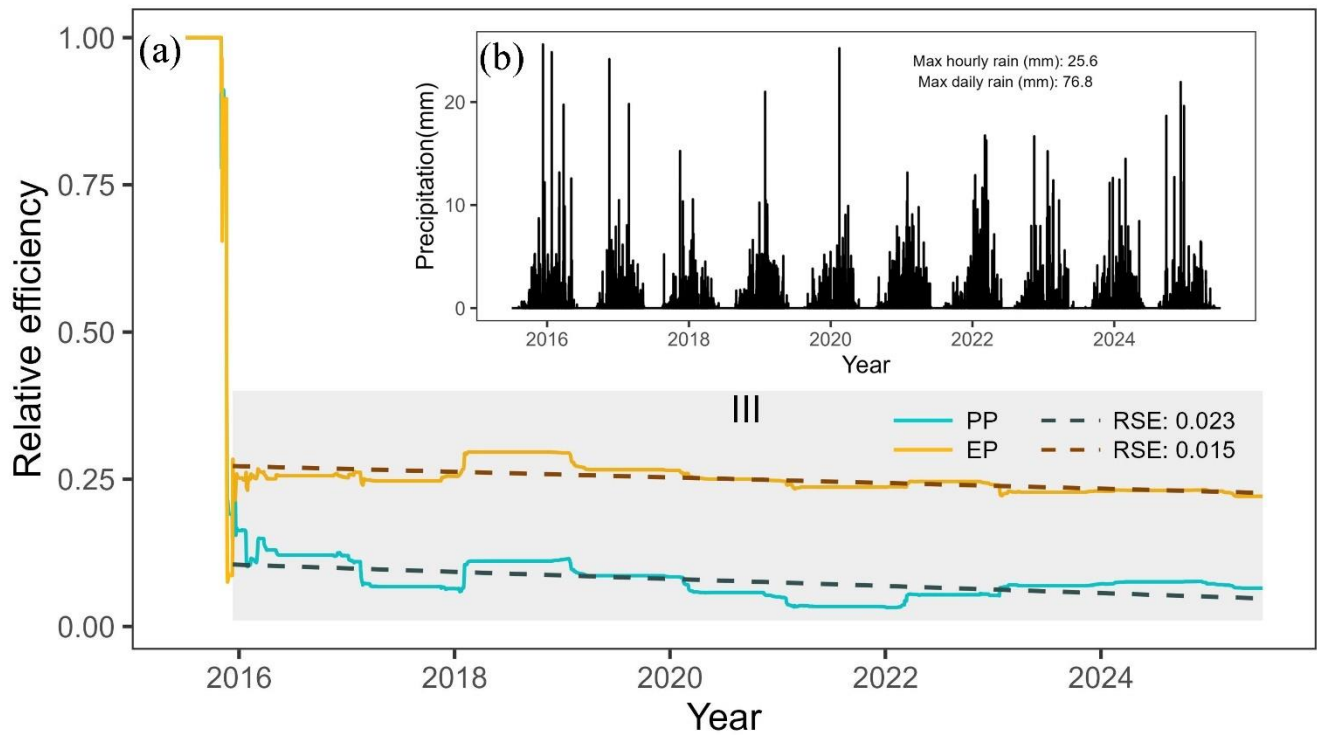 (a)
1.00
0.75
0.50
0.25
0.00
Relative efficiency
2016
2018
2020
2022
2024
Year
(b)
Max hourly rain (mm): 25.6
Max daily rain (mm): 76.8
20
10
0
Precipitation(mm)
2016
2018
2020
2022
2024
Year
III
PP
RSE: 0.023
EP
RSE: 0.015